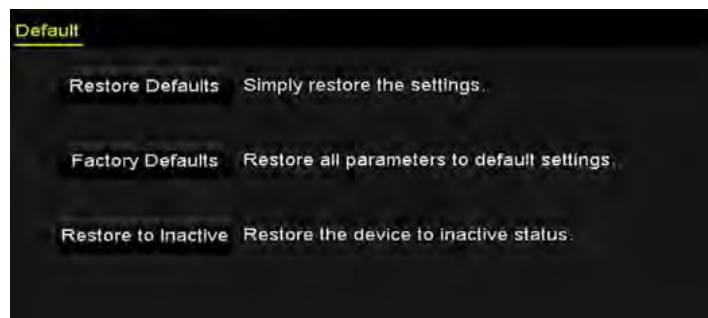 Default
Restore Defaults Simply restore the settings.
Factory Defaults Restore all parameters to default settings.
Restore to Inactive Restore the device to inactive status.